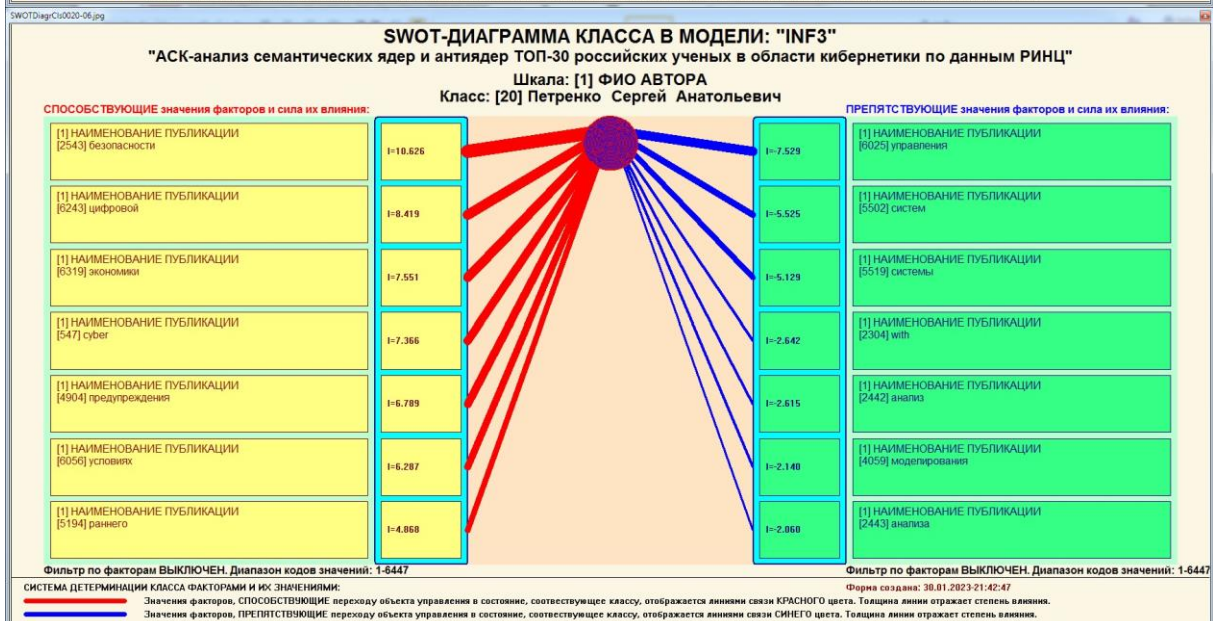 SWOTDiagrCls0020-06.jpg
SWOT-ДИАГРАММА КЛАССА В МОДЕЛИ: "INF3"
"АСК-анализ семантических ядер и антиядер ТОП-30 российских ученых в области кибернетики по данным РИНЦ"
Шкала: [1] ФИО АВТОРА
Класс: [20] Петренко Сергей Анатольевич
СПОСОБСТВУЮЩИЕ значения факторов и сила их влияния:
[1] НАИМЕНОВАНИЕ ПУБЛИКАЦИИ
[2543] безопасности
I=10.626
[1] НАИМЕНОВАНИЕ ПУБЛИКАЦИИ
[6243] цифровой
I=8.419
[1] НАИМЕНОВАНИЕ ПУБЛИКАЦИИ
[6319] экономики
I=7.551
[1] НАИМЕНОВАНИЕ ПУБЛИКАЦИИ
[547] cyber
I=7.366
[1] НАИМЕНОВАНИЕ ПУБЛИКАЦИИ
[4904] предупреждения
I=6.789
[1] НАИМЕНОВАНИЕ ПУБЛИКАЦИИ
[6056] условиях
I=6.287
[1] НАИМЕНОВАНИЕ ПУБЛИКАЦИИ
[5194] раннего
I=4.868
Фильтр по факторам ВЫКЛЮЧЕН. Диапазон кодов значений: 1-6447
ПРЕПЯТСТВУЮЩИЕ значения факторов и сила их влияния:
I=-7.529
[1] НАИМЕНОВАНИЕ ПУБЛИКАЦИИ
[6025] управления
I=-5.525
[1] НАИМЕНОВАНИЕ ПУБЛИКАЦИИ
[5502] систем
I=-5.129
[1] НАИМЕНОВАНИЕ ПУБЛИКАЦИИ
[5519] системы
I=-2.642
[1] НАИМЕНОВАНИЕ ПУБЛИКАЦИИ
[2304] with
I=-2.615
[1] НАИМЕНОВАНИЕ ПУБЛИКАЦИИ
[2442] анализ
I=-2.140
[1] НАИМЕНОВАНИЕ ПУБЛИКАЦИИ
[4059] моделирования
I=-2.060
[1] НАИМЕНОВАНИЕ ПУБЛИКАЦИИ
[2443] анализа
Фильтр по факторам ВЫКЛЮЧЕН. Диапазон кодов значений: 1-6447
СИСТЕМА ДЕТЕРМИНАЦИИ КЛАССА ФАКТОРАМИ И ИХ ЗНАЧЕНИЯМИ:
Форма создана: 30.01.2023-21:42:47
Значения факторов, СПОСОБСТВУЮЩИЕ переходу объекта управления в состояние, соотвествующее классу, отображается линиями связи КРАСНОГО цвета. Толщина линии отражает степень влияния.
Значения факторов, ПРЕПЯТСТВУЮЩИЕ переходу объекта управления в состояние, соотвествующее классу, отображается линиями связи СИНЕГО цвета. Толщина линии отражает степень влияния.